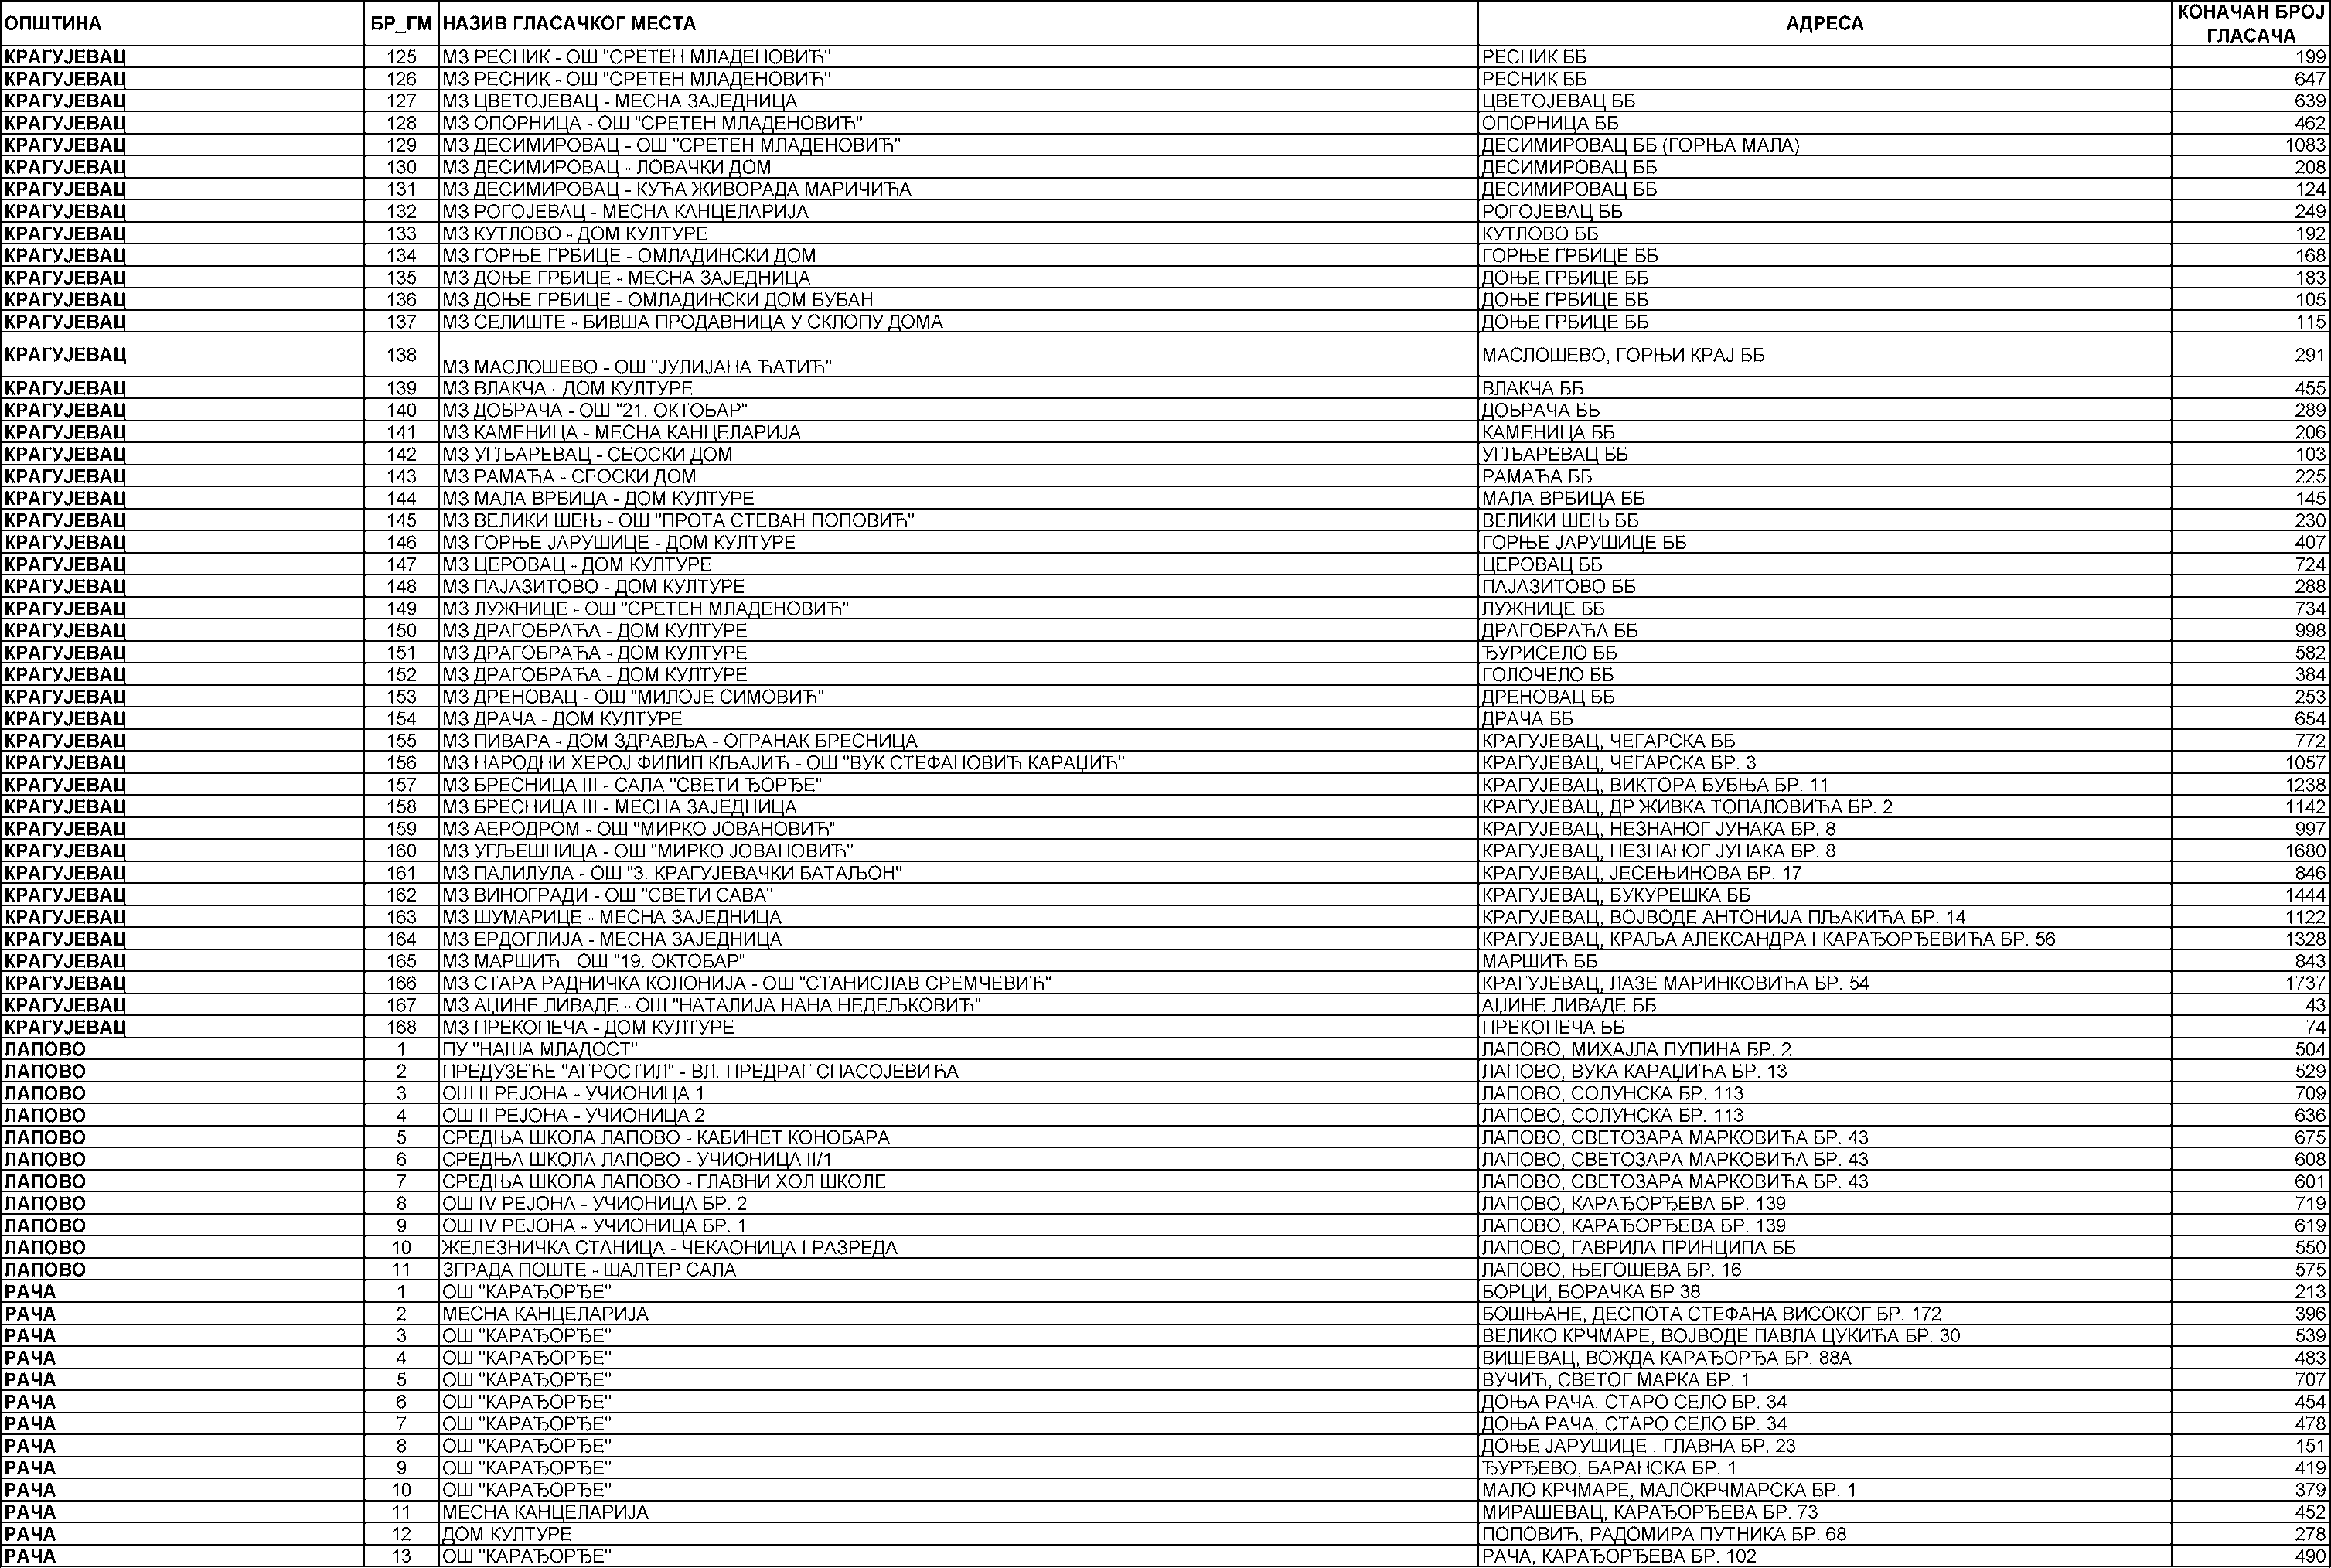 ОПШТИНА БР_ГМ НАЗИВ ГЛАСАЧКОГ МЕСТА АДРЕСА КОНАЧАН БРОЈ ГЛАСАЧА
КРАГУЈЕВАЦ 125 МЗ РЕСНИК - ОШ "СРЕТЕН МЛАДЕНОВИЋ" РЕСНИК ББ 199
КРАГУЈЕВАЦ 126 МЗ РЕСНИК - ОШ "СРЕТЕН МЛАДЕНОВИЋ" РЕСНИК ББ 647
КРАГУЈЕВАЦ 127 МЗ ЦВЕТОЈЕВАЦ - МЕСНА ЗАЈЕДНИЦА ЦВЕТОЈЕВАЦ ББ 639
КРАГУЈЕВАЦ 128 МЗ ОПОРНИЦА - ОШ "СРЕТЕН МЛАДЕНОВИЋ" ОПОРНИЦА ББ 462
КРАГУЈЕВАЦ 129 МЗ ДЕСИМИРОВАЦ - ОШ "СРЕТЕН МЛАДЕНОВИЋ" ДЕСИМИРОВАЦ ББ (ГОРЊА МАЛА) 1083
КРАГУЈЕВАЦ 130 МЗ ДЕСИМИРОВАЦ - ЛОВАЧКИ ДОМ ДЕСИМИРОВАЦ ББ 208
КРАГУЈЕВАЦ 131 МЗ ДЕСИМИРОВАЦ - КУЋА ЖИВОРАДА МАРИЧИЋА ДЕСИМИРОВАЦ ББ 124
КРАГУЈЕВАЦ 132 МЗ РОГОЈЕВАЦ - МЕСНА КАНЦЕЛАРИЈА РОГОЈЕВАЦ ББ 249
КРАГУЈЕВАЦ 133 МЗ КУТЛОВО - ДОМ КУЛТУРЕ КУТЛОВО ББ 192
КРАГУЈЕВАЦ 134 МЗ ГОРЊЕ ГРБИЦЕ - ОМЛАДИНСКИ ДОМ ГОРЊЕ ГРБИЦЕ ББ 168
КРАГУЈЕВАЦ 135 МЗ ДОЊЕ ГРБИЦЕ - МЕСНА ЗАЈЕДНИЦА ДОЊЕ ГРБИЦЕ ББ 183
КРАГУЈЕВАЦ 136 МЗ ДОЊЕ ГРБИЦЕ - ОМЛАДИНСКИ ДОМ БУБАН ДОЊЕ ГРБИЦЕ ББ 105
КРАГУЈЕВАЦ 137 МЗ СЕЛИШТЕ - БИВША ПРОДАВНИЦА У СКЛОПУ ДОМА ДОЊЕ ГРБИЦЕ ББ 115
КРАГУЈЕВАЦ 138 МЗ МАСЛОШЕВО - ОШ "ЈУЛИЈАНА ЋАТИЋ" МАСЛОШЕВО, ГОРЊИ КРАЈ ББ 291
КРАГУЈЕВАЦ 139 МЗ ВЛАКЧА - ДОМ КУЛТУРЕ ВЛАКЧА ББ 455
КРАГУЈЕВАЦ 140 МЗ ДОБРАЧА - ОШ "21. ОКТОБАР" ДОБРАЧА ББ 289
КРАГУЈЕВАЦ 141 МЗ КАМЕНИЦА - МЕСНА КАНЦЕЛАРИЈА КАМЕНИЦА ББ 206
КРАГУЈЕВАЦ 142 МЗ УГЉАРЕВАЦ - СЕОСКИ ДОМ УГЉАРЕВАЦ ББ 103
КРАГУЈЕВАЦ 143 МЗ РАМАЋА - СЕОСКИ ДОМ РАМАЋА ББ 225
КРАГУЈЕВАЦ 144 МЗ МАЛА ВРБИЦА - ДОМ КУЛТУРЕ МАЛА ВРБИЦА ББ 145
КРАГУЈЕВАЦ 145 МЗ ВЕЛИКИ ШЕЊ - ОШ "ПРОТА СТЕВАН ПОПОВИЋ" ВЕЛИКИ ШЕЊ ББ 230
КРАГУЈЕВАЦ 146 МЗ ГОРЊЕ ЈАРУШИЦЕ - ДОМ КУЛТУРЕ ГОРЊЕ ЈАРУШИЦЕ ББ 407
КРАГУЈЕВАЦ 147 МЗ ЦЕРОВАЦ - ДОМ КУЛТУРЕ ЦЕРОВАЦ ББ 724
КРАГУЈЕВАЦ 148 МЗ ПАЈАЗИТОВО - ДОМ КУЛТУРЕ ПАЈАЗИТОВО ББ 288
КРАГУЈЕВАЦ 149 МЗ ЛУЖНИЦЕ - ОШ "СРЕТЕН МЛАДЕНОВИЋ" ЛУЖНИЦЕ ББ 734
КРАГУЈЕВАЦ 150 МЗ ДРАГОБРАЋА - ДОМ КУЛТУРЕ ДРАГОБРАЋА ББ 998
КРАГУЈЕВАЦ 151 МЗ ДРАГОБРАЋА - ДОМ КУЛТУРЕ ЂУРИСЕЛО ББ 582
КРАГУЈЕВАЦ 152 МЗ ДРАГОБРАЋА - ДОМ КУЛТУРЕ ГОЛОЧЕЛО ББ 384
КРАГУЈЕВАЦ 153 МЗ ДРЕНОВАЦ - ОШ "МИЛОЈЕ СИМОВИЋ" ДРЕНОВАЦ ББ 253
КРАГУЈЕВАЦ 154 МЗ ДРАЧА - ДОМ КУЛТУРЕ ДРАЧА ББ 654
КРАГУЈЕВАЦ 155 МЗ ПИВАРА - ДОМ ЗДРАВЉА - ОГРАНАК БРЕСНИЦА КРАГУЈЕВАЦ, ЧЕГАРСКА ББ 772
КРАГУЈЕВАЦ 156 МЗ НАРОДНИ ХЕРОЈ ФИЛИП КЉАЈИЋ - ОШ "ВУК СТЕФАНОВИЋ КАРАЏИЋ" КРАГУЈЕВАЦ, ЧЕГАРСКА БР. 3 1057
КРАГУЈЕВАЦ 157 МЗ БРЕСНИЦА III - САЛА "СВЕТИ ЂОРЂЕ" КРАГУЈЕВАЦ, ВИКТОРА БУБЊА БР. 11 1238
КРАГУЈЕВАЦ 158 МЗ БРЕСНИЦА III - МЕСНА ЗАЈЕДНИЦА КРАГУЈЕВАЦ, ДР ЖИВКА ТОПАЛОВИЋА БР. 2 1142
КРАГУЈЕВАЦ 159 МЗ АЕРОДРОМ - ОШ "МИРКО ЈОВАНОВИЋ" КРАГУЈЕВАЦ, НЕЗНАНОГ ЈУНАКА БР. 8 997
КРАГУЈЕВАЦ 160 МЗ УГЉЕШНИЦА - ОШ "МИРКО ЈОВАНОВИЋ" КРАГУЈЕВАЦ, НЕЗНАНОГ ЈУНАКА БР. 8 1680
КРАГУЈЕВАЦ 161 МЗ ПАЛИЛУЛА - ОШ "3. КРАГУЈЕВАЧКИ БАТАЉОН" КРАГУЈЕВАЦ, ЈЕСЕЊИНОВА БР. 17 846
КРАГУЈЕВАЦ 162 МЗ ВИНОГРАДИ - ОШ "СВЕТИ САВА" КРАГУЈЕВАЦ, БУКУРЕШКА ББ 1444
КРАГУЈЕВАЦ 163 МЗ ШУМАРИЦЕ - МЕСНА ЗАЈЕДНИЦА КРАГУЈЕВАЦ, ВОЈВОДЕ АНТОНИЈА ПЉАКИЋА БР. 14 1122
КРАГУЈЕВАЦ 164 МЗ ЕРДОГЛИЈА - МЕСНА ЗАЈЕДНИЦА КРАГУЈЕВАЦ, КРАЉА АЛЕКСАНДРА I КАРАЂОРЂЕВИЋА БР. 56 1328
КРАГУЈЕВАЦ 165 МЗ МАРШИЋ - ОШ "19. ОКТОБАР" МАРШИЋ ББ 843
КРАГУЈЕВАЦ 166 МЗ СТАРА РАДНИЧКА КОЛОНИЈА - ОШ "СТАНИСЛАВ СРЕМЧЕВИЋ" КРАГУЈЕВАЦ, ЛАЗЕ МАРИНКОВИЋА БР. 54 1737
КРАГУЈЕВАЦ 167 МЗ АЏИНЕ ЛИВАДЕ - ОШ "НАТАЛИЈА НАНА НЕДЕЉКОВИЋ" АЏИНЕ ЛИВАДЕ ББ 43
КРАГУЈЕВАЦ 168 МЗ ПРЕКОПЕЧА - ДОМ КУЛТУРЕ ПРЕКОПЕЧА ББ 74
ЛАПОВО 1 ПУ "НАША МЛАДОСТ" ЛАПОВО, МИХАЈЛА ПУПИНА БР. 2 504
ЛАПОВО 2 ПРЕДУЗЕЋЕ "АГРОСТИЛ" - ВЛ. ПРЕДРАГ СПАСОЈЕВИЋА ЛАПОВО, ВУКА КАРАЏИЋА БР. 13 529
ЛАПОВО 3 ОШ II РЕЈОНА - УЧИОНИЦА 1 ЛАПОВО, СОЛУНСКА БР. 113 709
ЛАПОВО 4 ОШ II РЕЈОНА - УЧИОНИЦА 2 ЛАПОВО, СОЛУНСКА БР. 113 636
ЛАПОВО 5 СРЕДЊА ШКОЛА ЛАПОВО - КАБИНЕТ КОНОБАРА ЛАПОВО, СВЕТОЗАРА МАРКОВИЋА БР. 43 675
ЛАПОВО 6 СРЕДЊА ШКОЛА ЛАПОВО - УЧИОНИЦА II/1 ЛАПОВО, СВЕТОЗАРА МАРКОВИЋА БР. 43 608
ЛАПОВО 7 СРЕДЊА ШКОЛА ЛАПОВО - ГЛАВНИ ХОЛ ШКОЛЕ ЛАПОВО, СВЕТОЗАРА МАРКОВИЋА БР. 43 601
ЛАПОВО 8 ОШ IV РЕЈОНА - УЧИОНИЦА БР. 2 ЛАПОВО, КАРАЂОРЂЕВА БР. 139 719
ЛАПОВО 9 ОШ IV РЕЈОНА - УЧИОНИЦА БР. 1 ЛАПОВО, КАРАЂОРЂЕВА БР. 139 619
ЛАПОВО 10 ЖЕЛЕЗНИЧКА СТАНИЦА - ЧЕКАОНИЦА I РАЗРЕДА ЛАПОВО, ГАВРИЛА ПРИНЦИПА ББ 550
ЛАПОВО 11 ЗГРАДА ПОШТЕ - ШАЛТЕР САЛА ЛАПОВО, ЊЕГОШЕВА БР. 16 575
РАЧА 1 ОШ "КАРАЂОРЂЕ" БОРЦИ, БОРАЧКА БР 38 213
РАЧА 2 МЕСНА КАНЦЕЛАРИЈА БОШЊАНЕ, ДЕСПОТА СТЕФАНА ВИСОКОГ БР. 172 396
РАЧА 3 ОШ "КАРАЂОРЂЕ" ВЕЛИКО КРЧМАРЕ, ВОЈВОДЕ ПАВЛА ЦУКИЋА БР. 30 539
РАЧА 4 ОШ "КАРАЂОРЂЕ" ВИШЕВАЦ, ВОЖДА КАРАЂОРЂА БР. 88А 483
РАЧА 5 ОШ "КАРАЂОРЂЕ" ВУЧИЋ, СВЕТОГ МАРКА БР. 1 707
РАЧА 6 ОШ "КАРАЂОРЂЕ" ДОЊА РАЧА, СТАРО СЕЛО БР. 34 454
РАЧА 7 ОШ "КАРАЂОРЂЕ" ДОЊА РАЧА, СТАРО СЕЛО БР. 34 478
РАЧА 8 ОШ "КАРАЂОРЂЕ" ДОЊЕ ЈАРУШИЦЕ , ГЛАВНА БР. 23 151
РАЧА 9 ОШ "КАРАЂОРЂЕ" ЂУРЂЕВО, БАРАНСКА БР. 1 419
РАЧА 10 ОШ "КАРАЂОРЂЕ" МАЛО КРЧМАРЕ, МАЛОКРЧМАРСКА БР. 1 379
РАЧА 11 МЕСНА КАНЦЕЛАРИЈА МИРАШЕВАЦ, КАРАЂОРЂЕВА БР. 73 452
РАЧА 12 ДОМ КУЛТУРЕ ПОПОВИЋ, РАДОМИРА ПУТНИКА БР. 68 278
РАЧА 13 ОШ "КАРАЂОРЂЕ" РАЧА, КАРАЂОРЂЕВА БР. 102 490